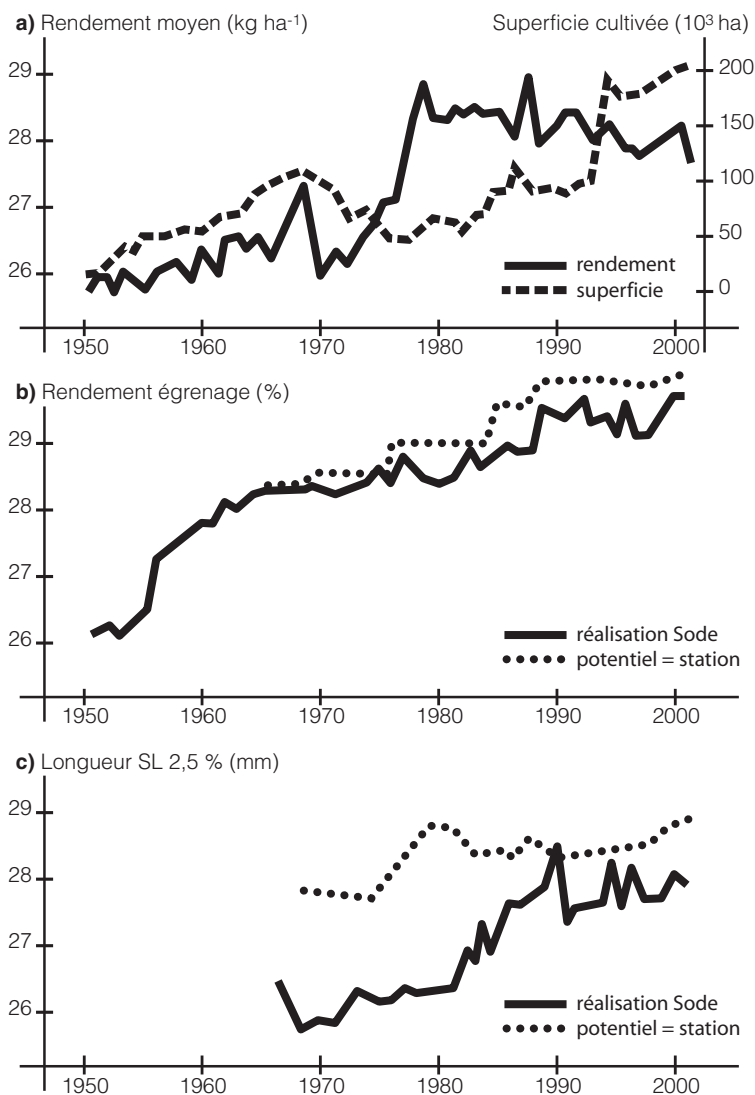 a) Rendement moyen (kg ha-1) Superficie cultivée (10³ ha)
29 200
28 150
100
27
50
26 0
rendement
superficie
1950 1960 1970 1980 1990 2000
b) Rendement égrenage (%)
29
28
27
26
réalisation Sode
potentiel = station
1950 1960 1970 1980 1990 2000
c) Longueur SL 2,5 % (mm)
29
28
27
26
réalisation Sode
potentiel = station
1950 1960 1970 1980 1990 2000